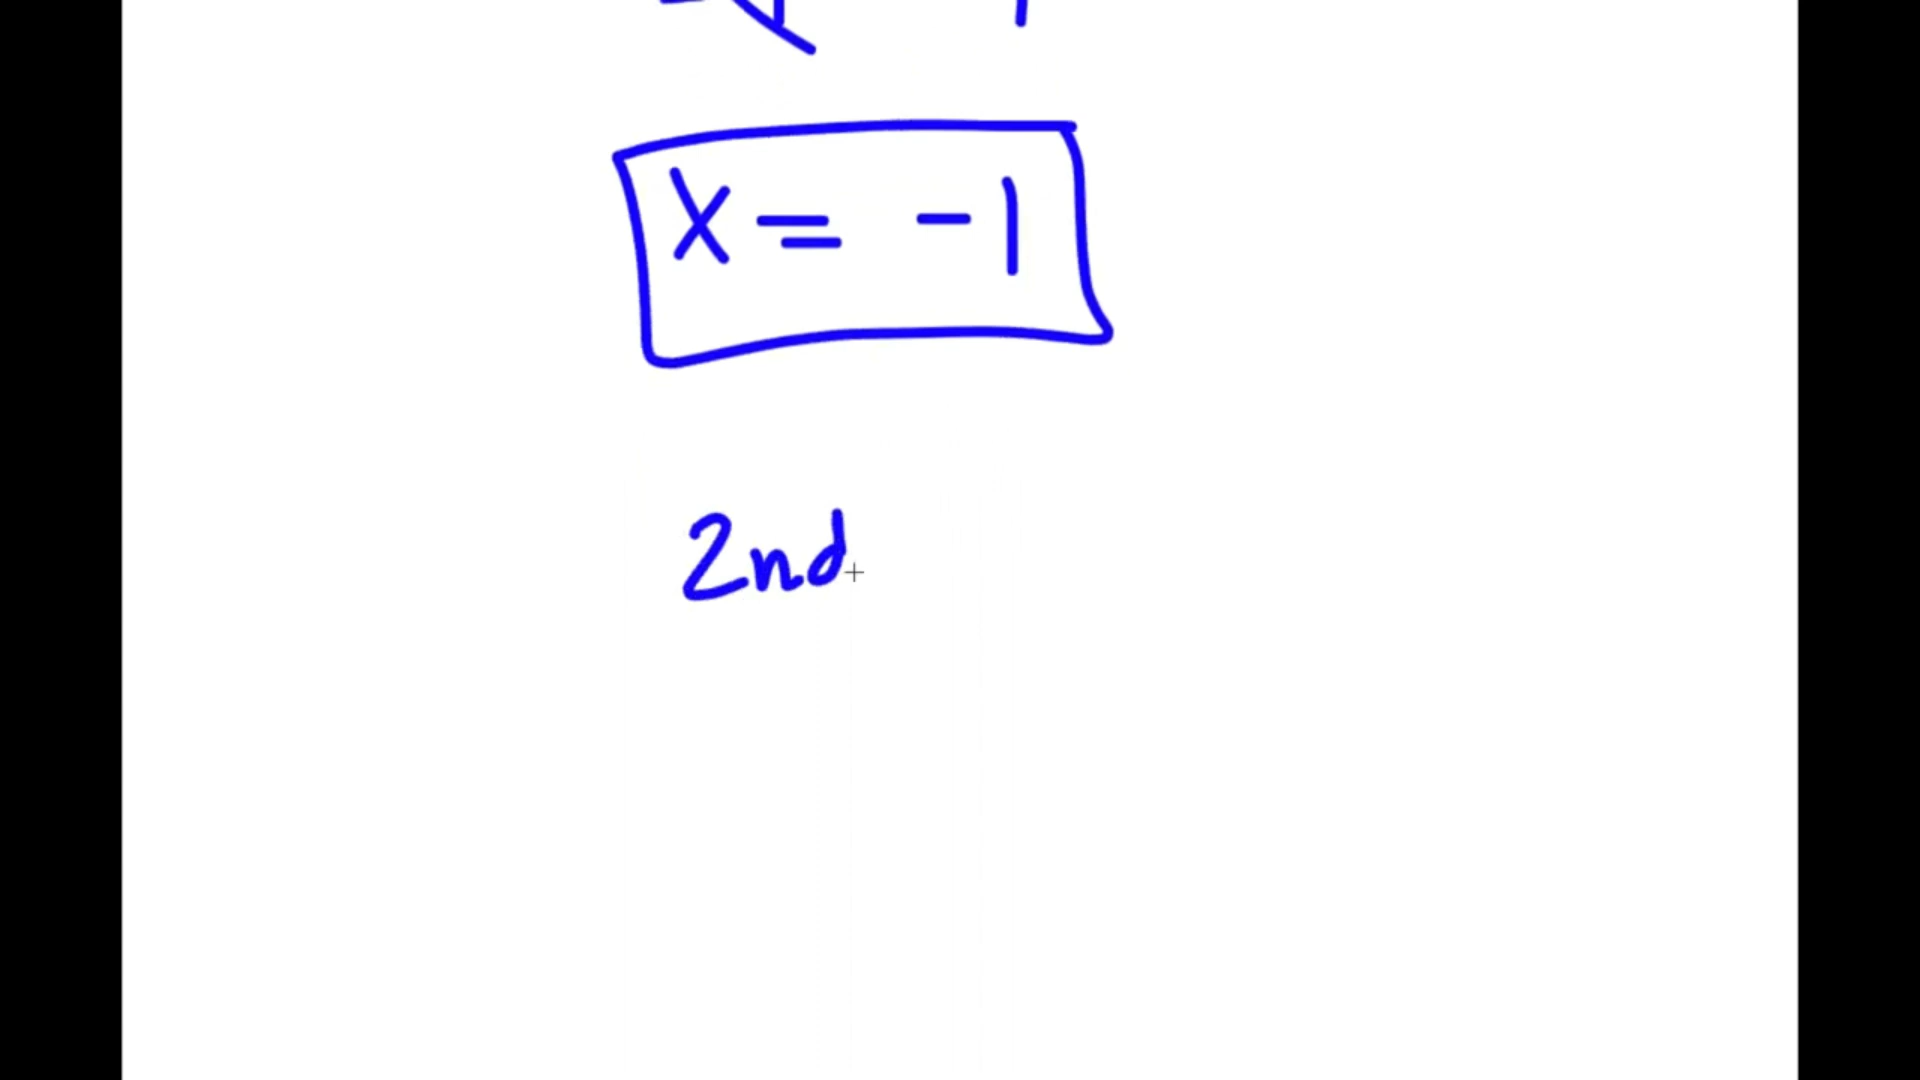 X = -1
2nd